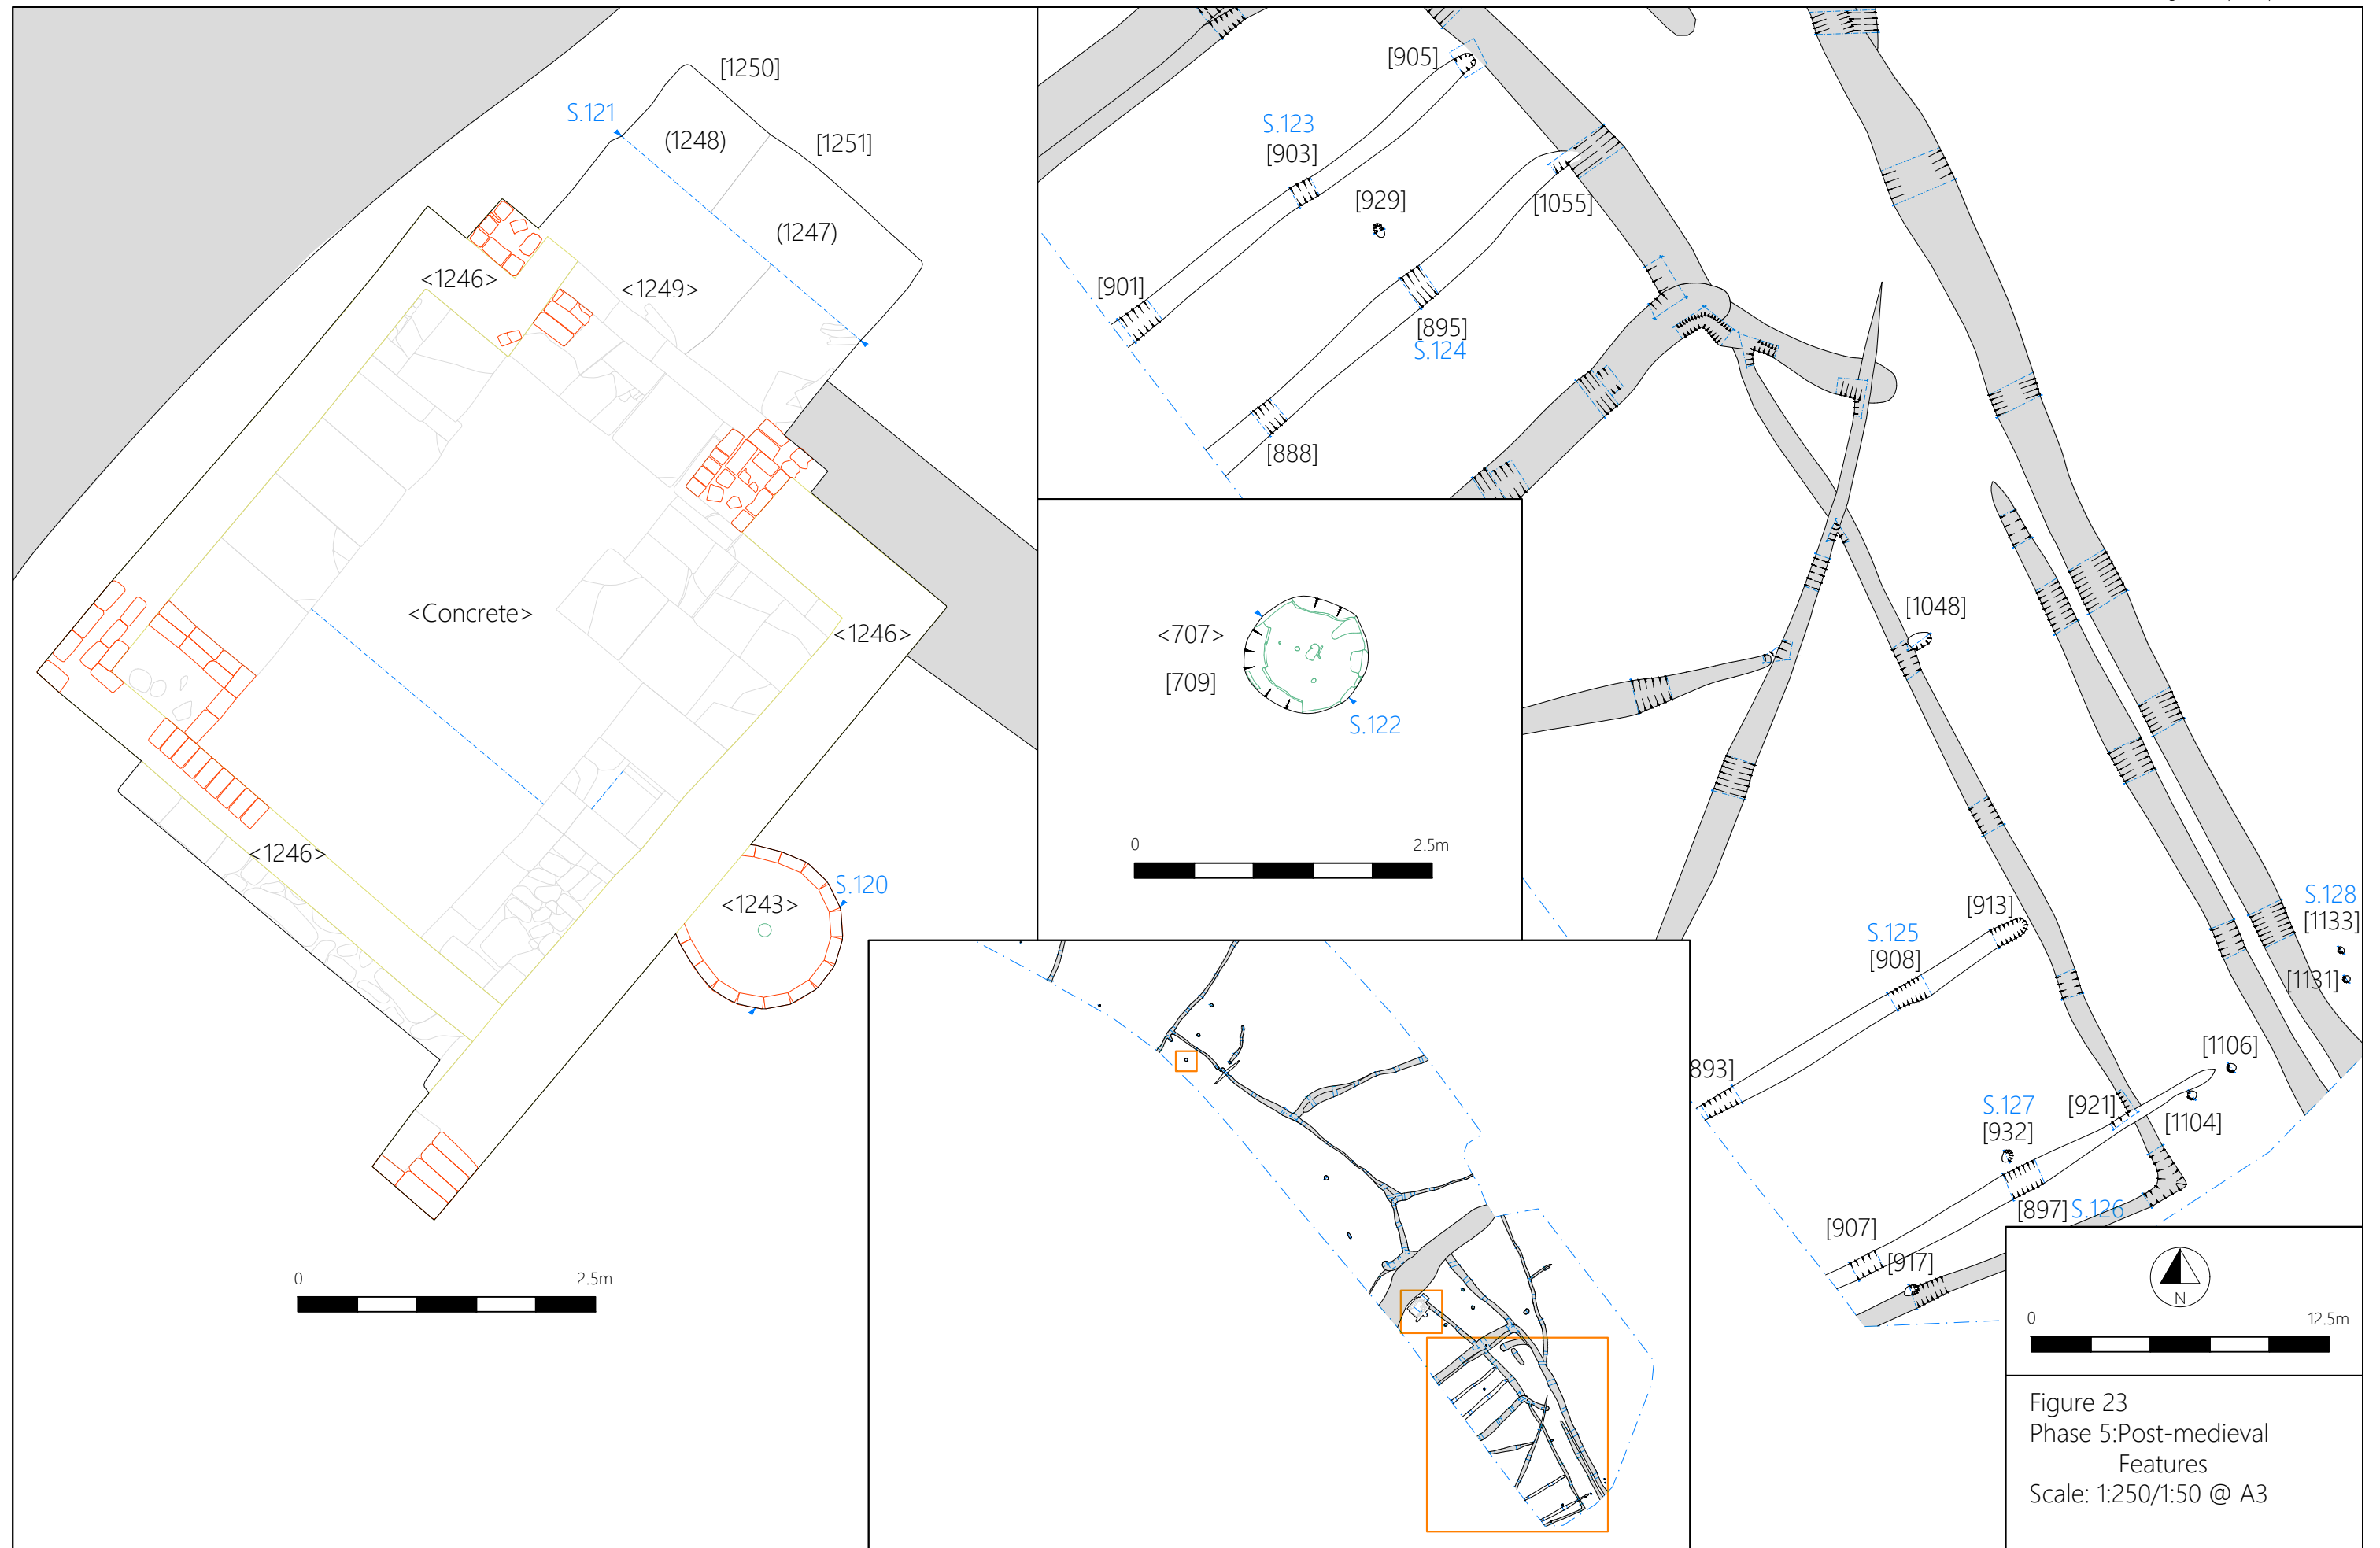 [1250]
S.121
(1248)
[1251]
(1247)
<1246>
<1249>
<Concrete>
<1246>
<1246>
<1243>
S.120
0 2.5m
[905]
S.123
[903]
[929]
[1055]
[901]
[895]
S.124
[888]
<707>
[709]
S.122
0 2.5m
[1048]
[913]
S.125
[908]
S.128
[1133]
[1131]
893]
[1106]
S.127
[921]
[932]
[1104]
[897] S.126
[907]
[917]
N
0 12.5m
Figure 23
Phase 5:Post-medieval
Features
Scale: 1:250/1:50 @ A3